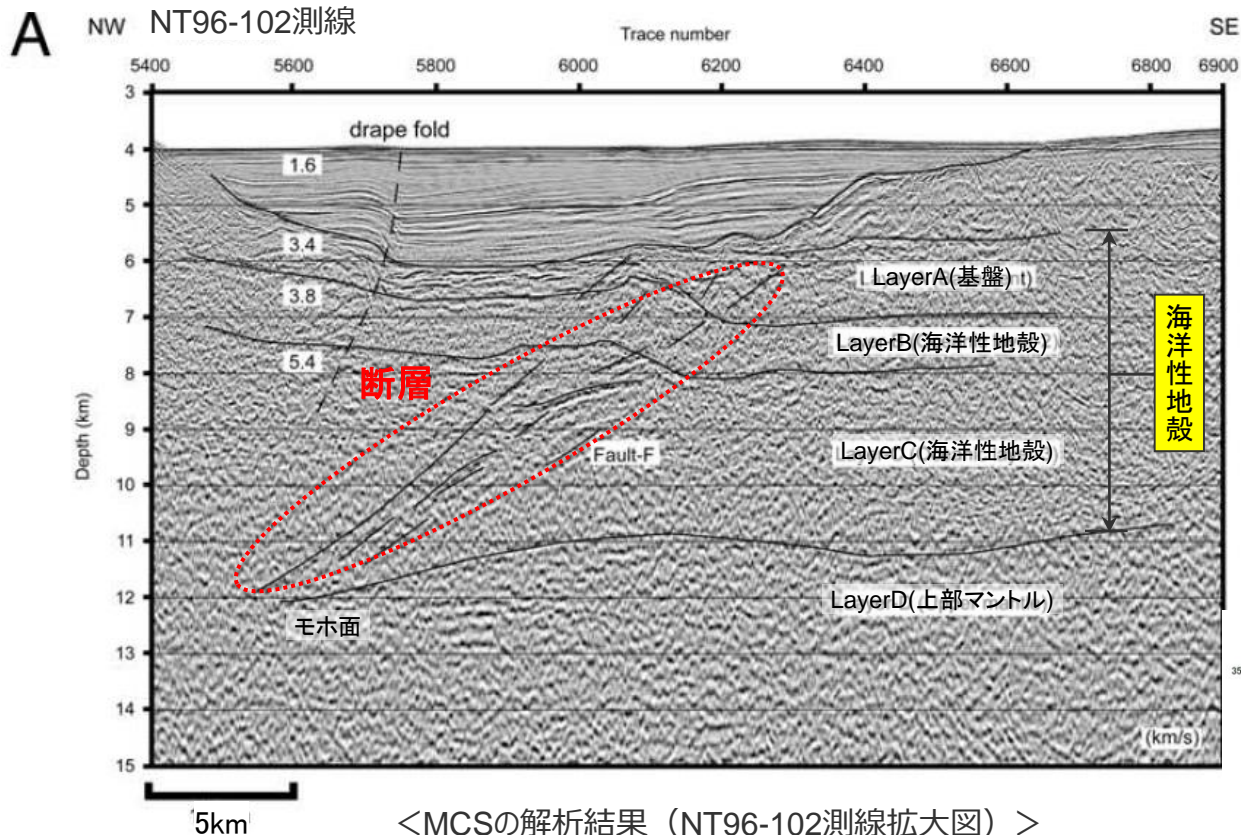 A
NW NT96-102測線
Trace number
SE
5400 5600 5800 6000 6200 6400 6600 6800 6900
3
drape fold
4
1.6
5
3.4
6
LayerA(基盤)
3.8
7
LayerB(海洋性地殻)
海洋性地殻
5.4
8
断層
9
Depth (km)
Fault-F
LayerC(海洋性地殻)
10
11
12
LayerD(上部マントル)
モホ面
13
35
14
(km/s)
15
5km
<MCSの解析結果(NT96-102測線拡大図)>